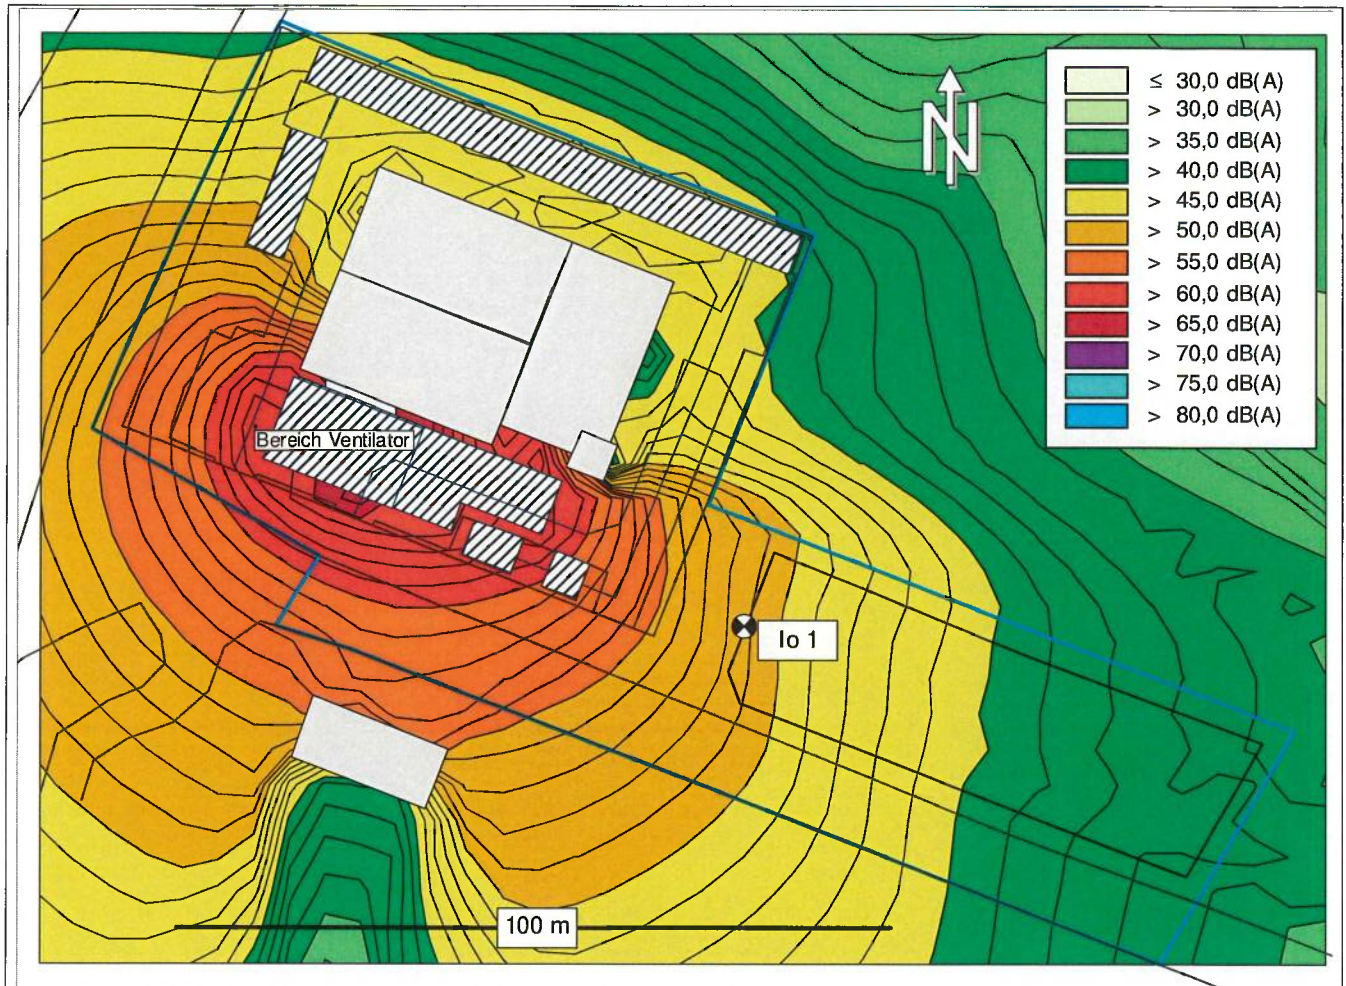 N
≤ 30,0 dB(A)
> 30,0 dB(A)
> 35,0 dB(A)
> 40,0 dB(A)
> 45,0 dB(A)
> 50,0 dB(A)
> 55,0 dB(A)
> 60,0 dB(A)
> 65,0 dB(A)
> 70,0 dB(A)
> 75,0 dB(A)
> 80,0 dB(A)
Bereich Ventilator
Io 1
100 m